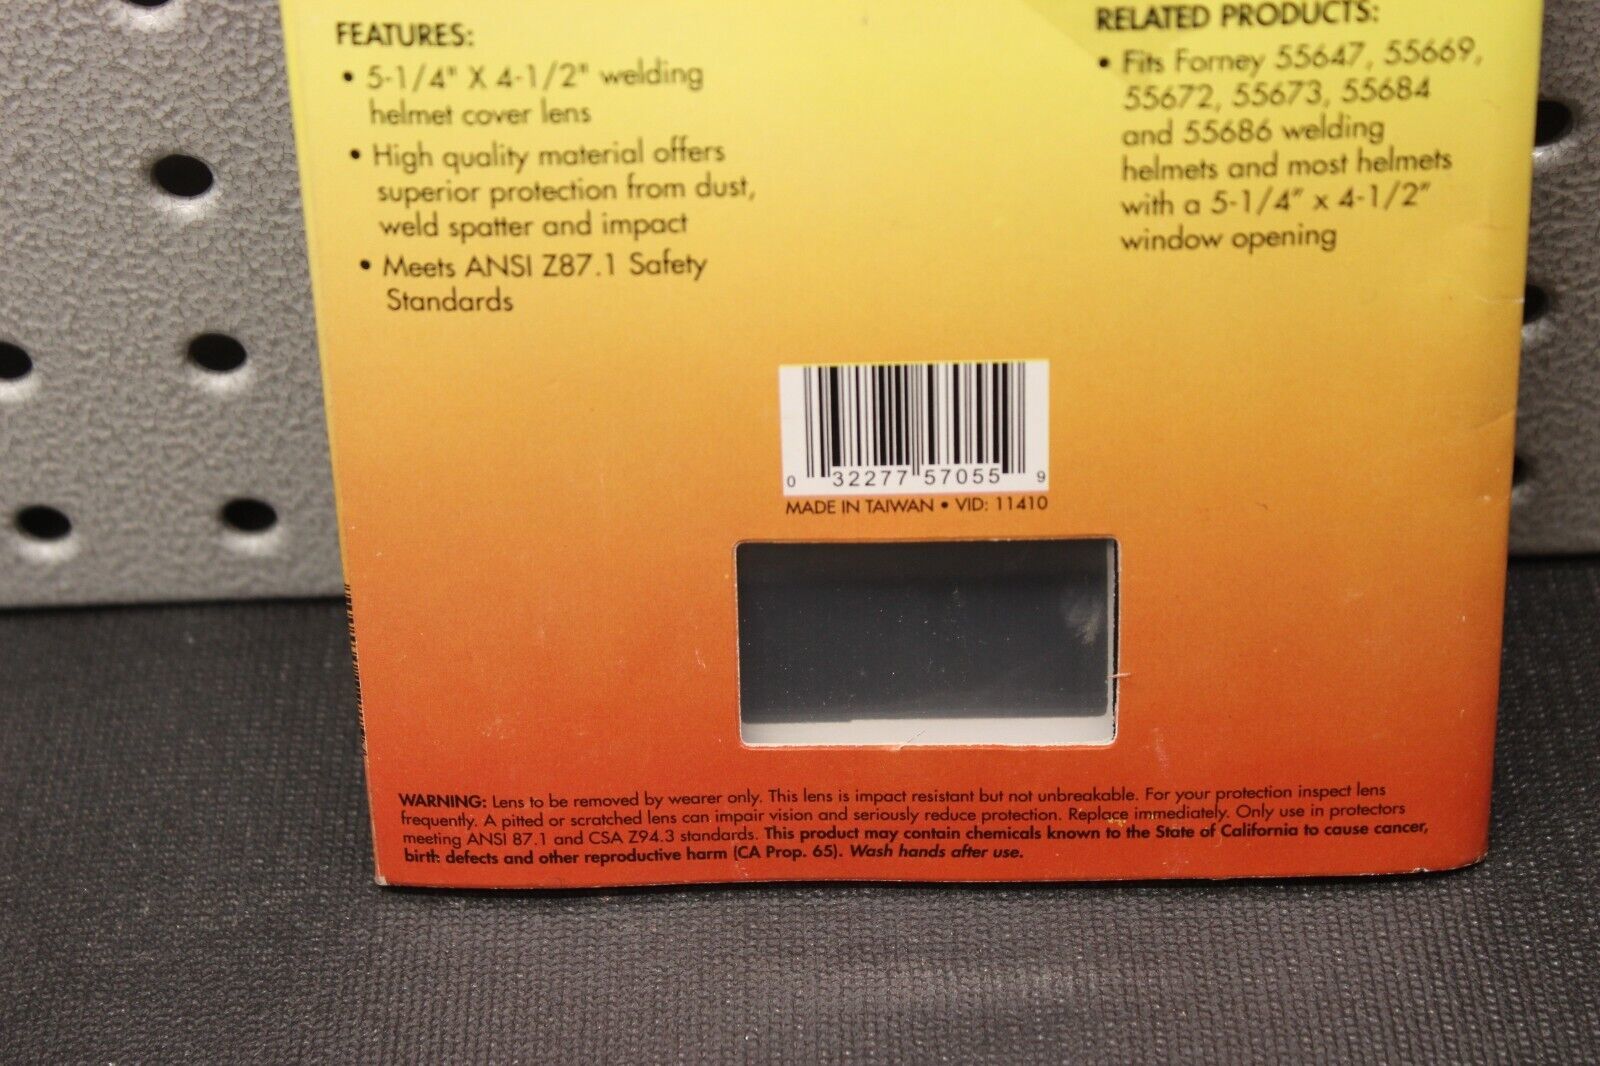 FEATURES:
• 5-1/4" X 4-1/2" welding
helmet cover lens
• High quality material offers
superior protection from dust,
weld spatter and impact
• Meets ANSI Z87.1 Safety
Standards
RELATED PRODUCTS:
• Fits Forney 55647, 55669,
55672, 55673, 55684
and 55686 welding
helmets and most helmets
with a 5-1/4" x 4-1/2"
window opening
0 32277 57055 9
MADE IN TAIWAN • VID: 11410
WARNING: Lens to be removed by wearer only. This lens is impact resistant but not unbreakable. For your protection inspect lens
frequently. A pitted or scratched lens can impair vision and seriously reduce protection. Replace immediately. Only use in protectors
meeting ANSI 87.1 and CSA Z94.3 standards. This product may contain chemicals known to the State of California to cause cancer,
birth defects and other reproductive harm (CA Prop. 65). Wash hands after use.